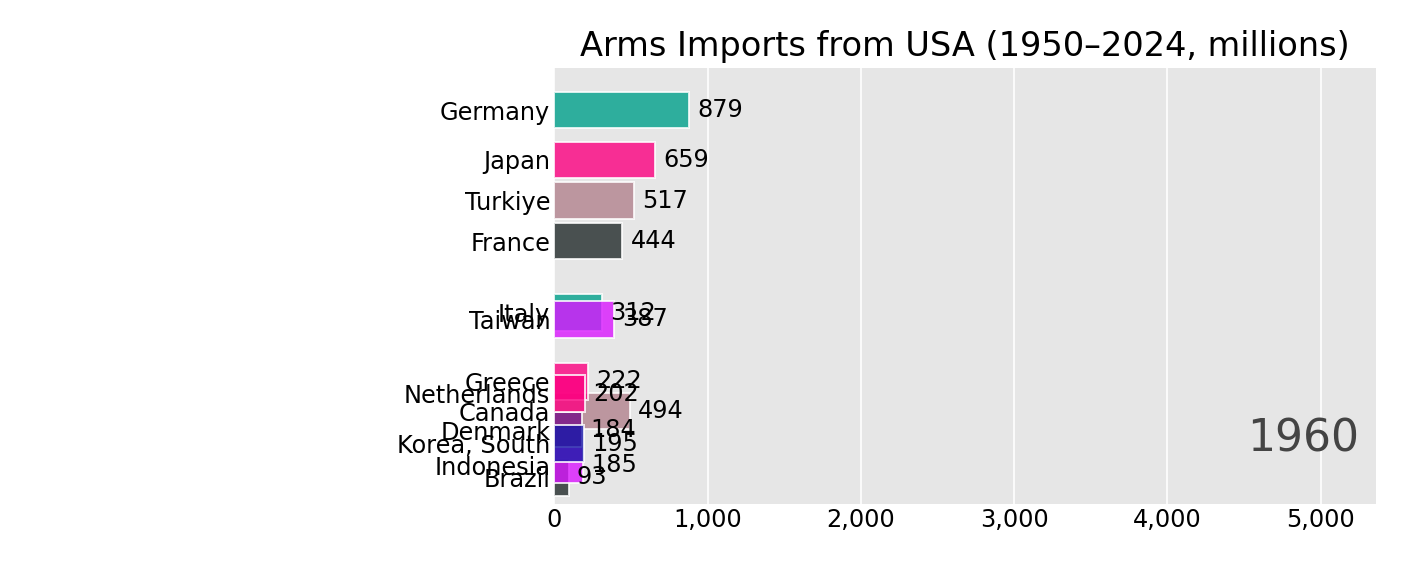 Arms Imports from USA (1950–2024, millions)
Germany 879
Japan 659
Turkiye 517
France 444
Italy 312
Taiwan 387
Greece 222
Netherlands 202
Canada 494
Denmark 184
Korea, South 195
Indonesia 185
Brazil 93
1960
0 1,000 2,000 3,000 4,000 5,000